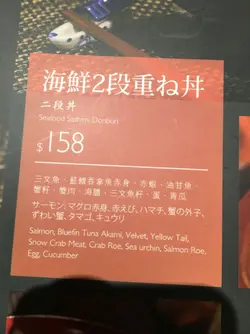 海鮮2段重ね丼
二段丼
Seafood Sashimi Donburi
$158
三文魚、藍鰭吞拿魚赤身、赤蝦、油甘魚、
蟹籽、蟹肉、海膽、三文魚籽、蛋、青瓜
サーモン、マグロ赤身、赤えび、ハマチ、蟹の外子、
ずわい蟹、タマゴ、キュウリ
Salmon, Bluefin Tuna Akami, Velvet, Yellow Tail,
Snow Crab Meat, Crab Roe, Sea urchin, Salmon Roe,
Egg, Cucumber